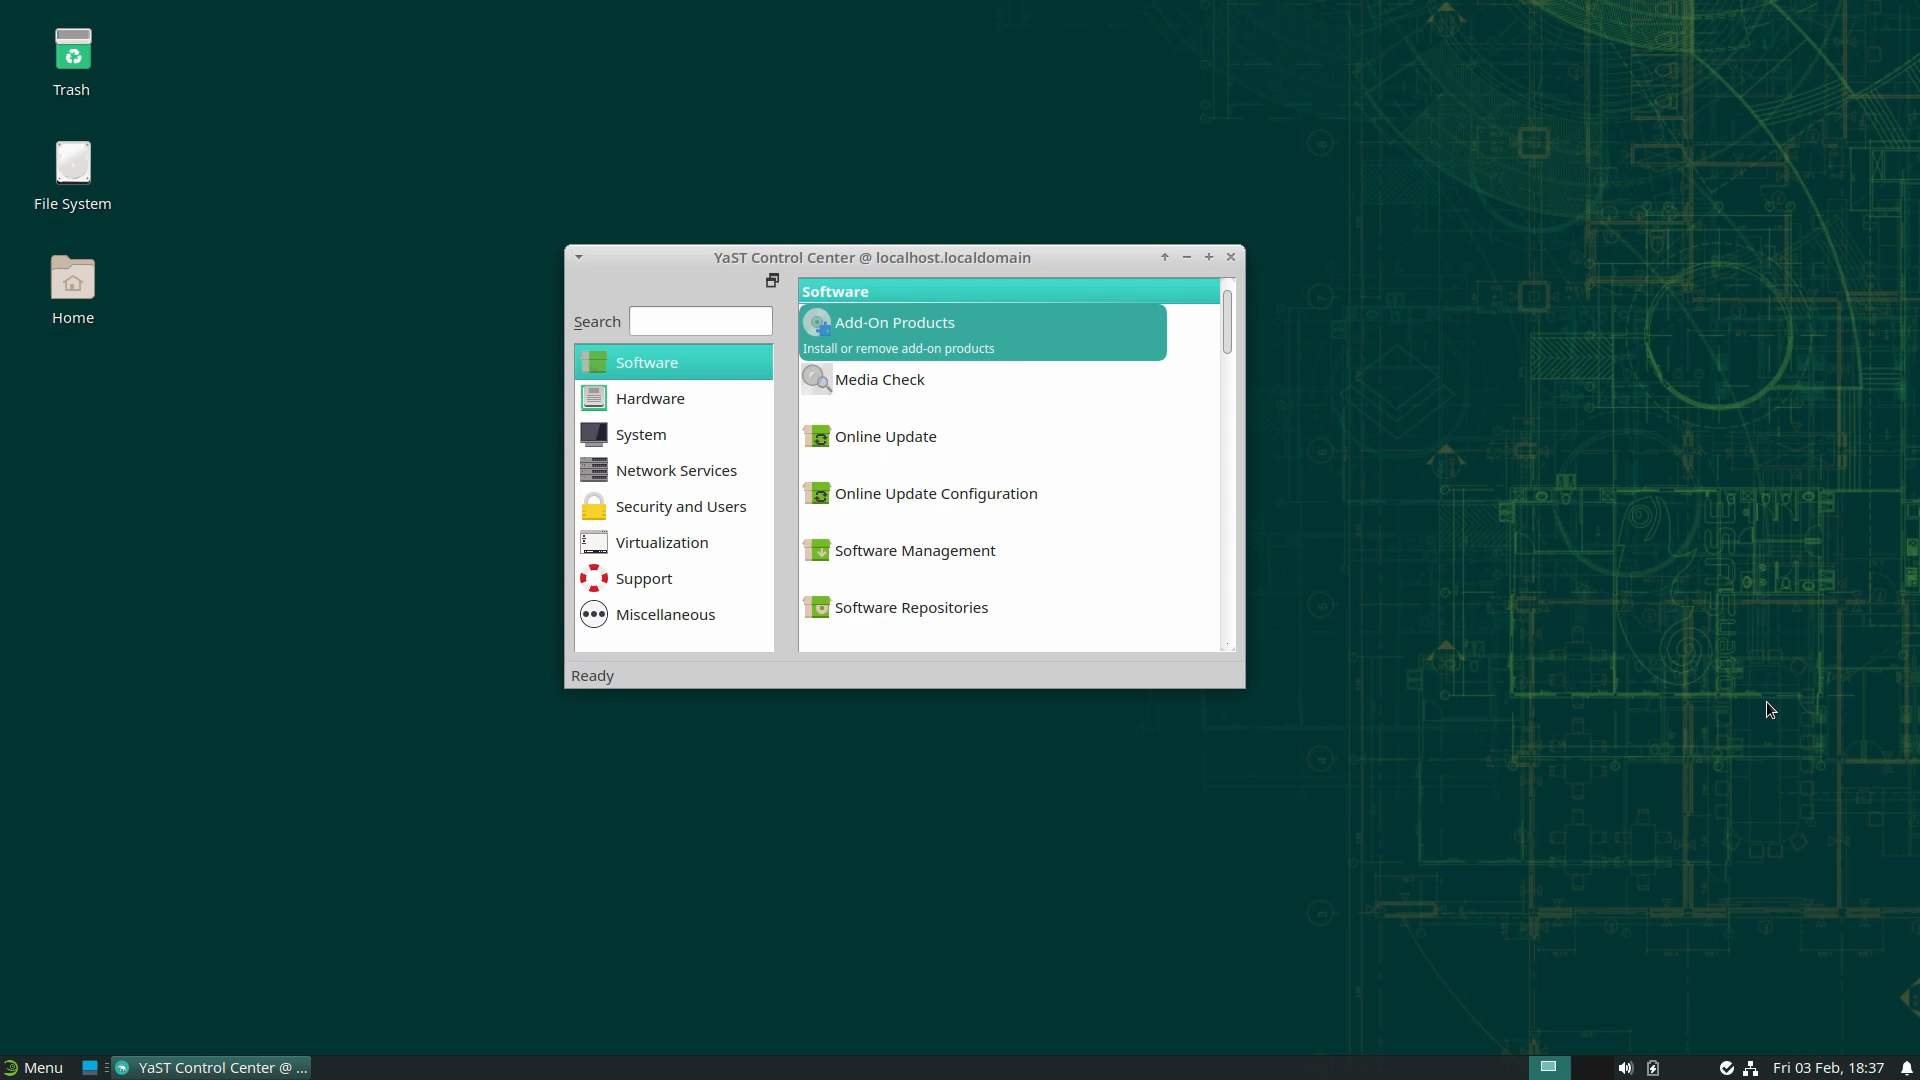 Trash
File System
Home
YaST Control Center @ localhost.localdomain
Search
Software
Hardware
System
Network Services
Security and Users
Virtualization
Support
Miscellaneous
Software
Add-On Products
Install or remove add-on products
Media Check
Online Update
Online Update Configuration
Software Management
Software Repositories
Ready
openSUSE
Menu
YaST Control Center @ ...
Fri 03 Feb, 18:37